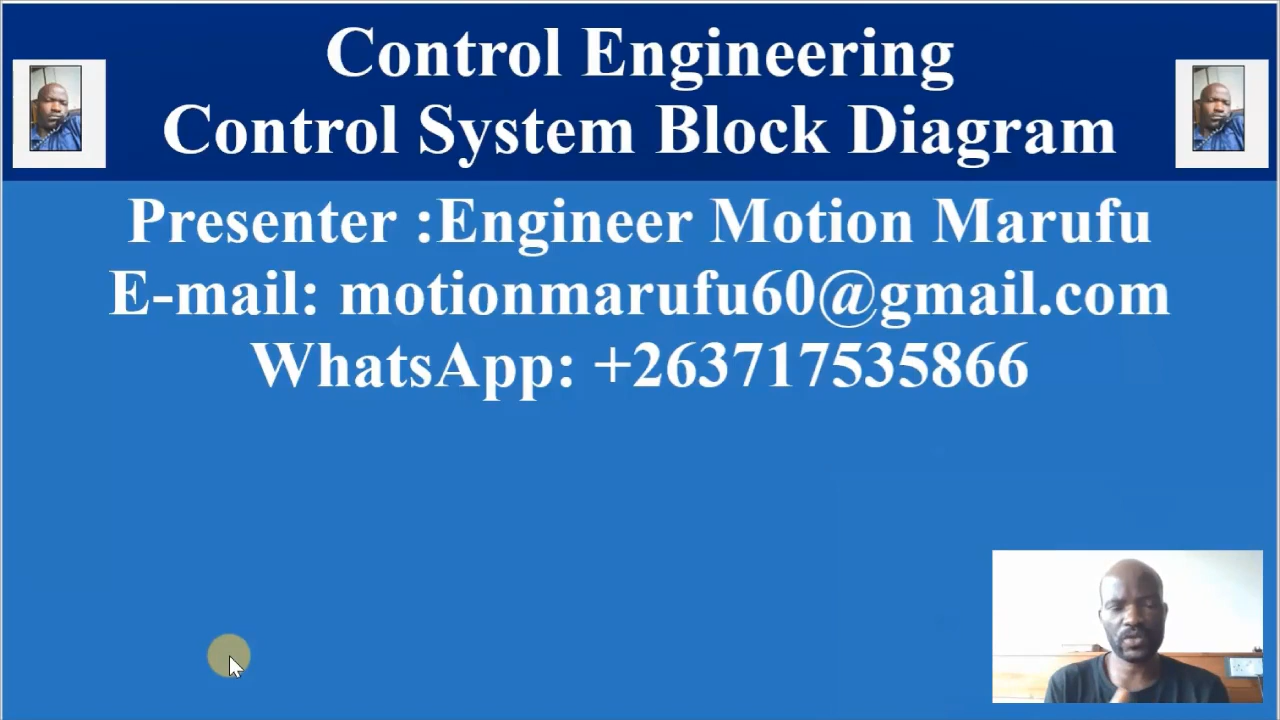 Control Engineering
Control System Block Diagram
Presenter :Engineer Motion Marufu
E-mail: motionmarufu60@gmail.com
WhatsApp: +263717535866